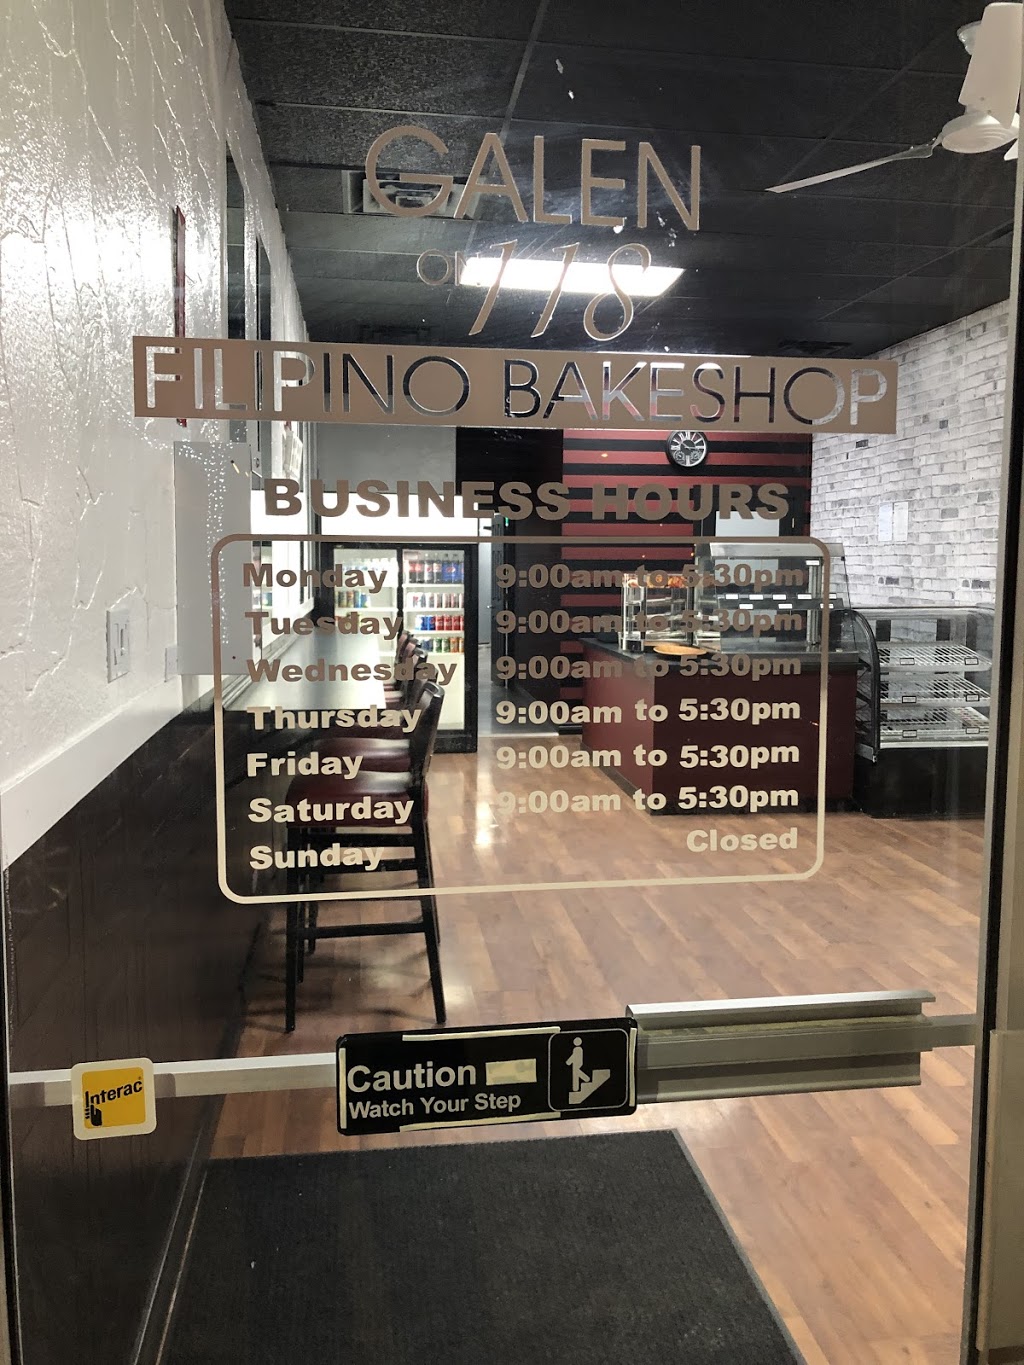 GALEN
ON 118
FILIPINO BAKESHOP
BUSINESS HOURS
Monday 9:00am to 5:30pm
Tuesday 9:00am to 5:30pm
Wednesday 9:00am to 5:30pm
Thursday 9:00am to 5:30pm
Friday 9:00am to 5:30pm
Saturday 9:00am to 5:30pm
Sunday Closed
Interac
Caution
Watch Your Step